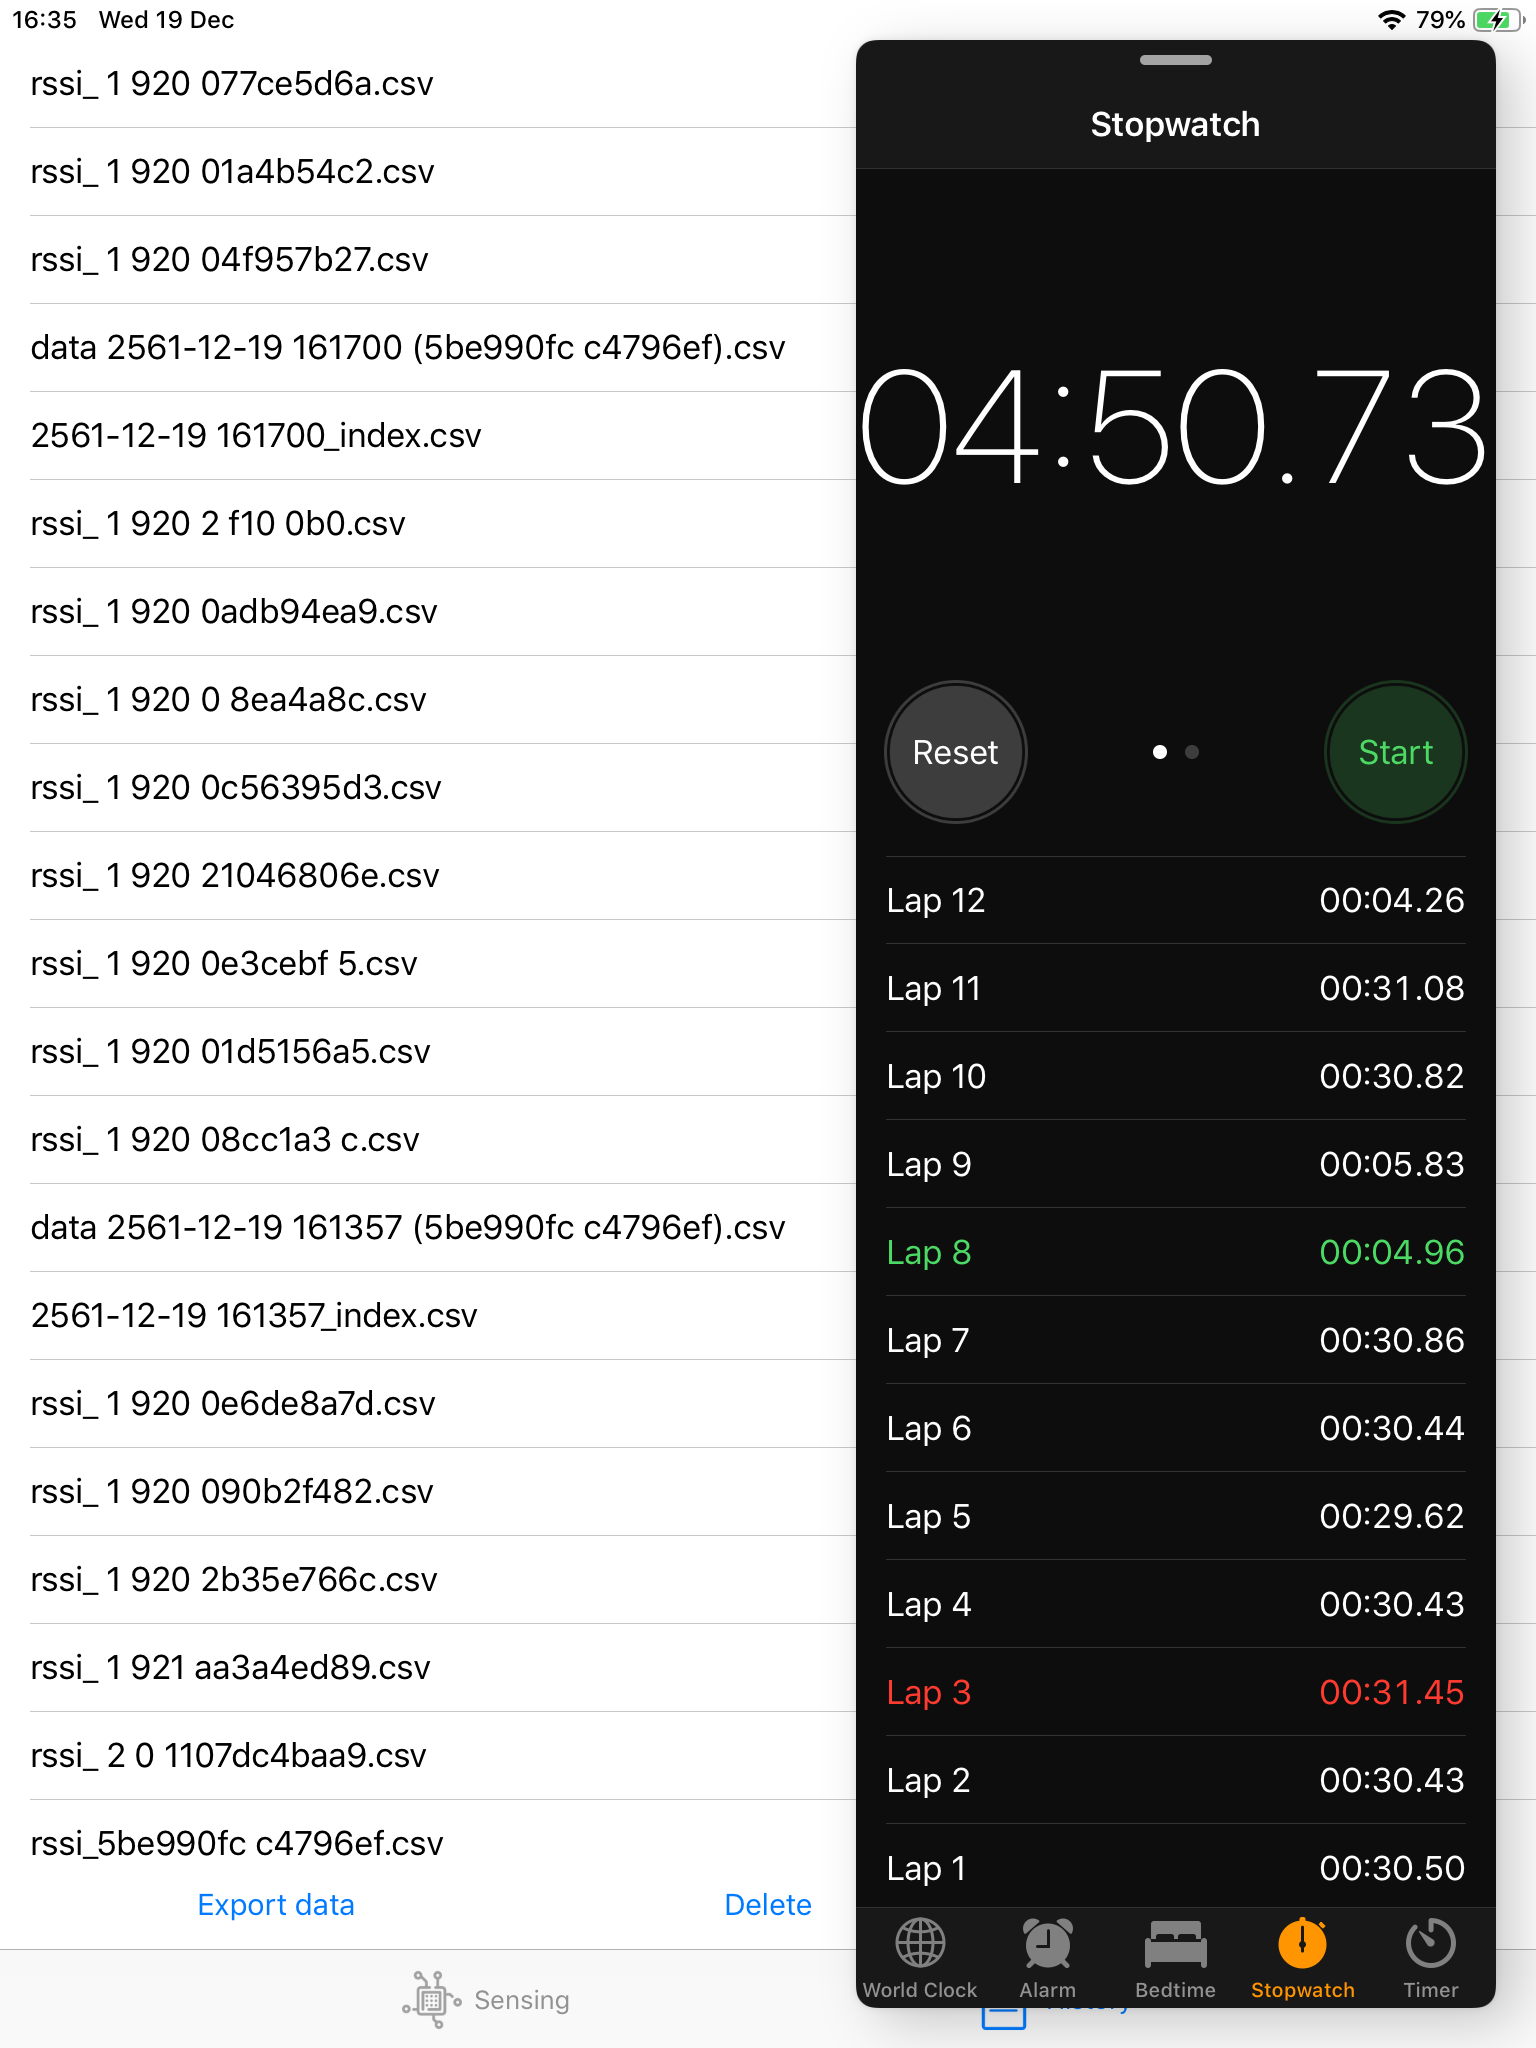 16:35 Wed 19 Dec
79%
rssi_ 1 920 077ce5d6a.csv
rssi_ 1 920 01a4b54c2.csv
rssi_ 1 920 04f957b27.csv
data 2561-12-19 161700 (5be990fc c4796ef).csv
2561-12-19 161700_index.csv
rssi_ 1 920 2 f10 0b0.csv
rssi_ 1 920 0adb94ea9.csv
rssi_ 1 920 0 8ea4a8c.csv
rssi_ 1 920 0c56395d3.csv
rssi_ 1 920 21046806e.csv
rssi_ 1 920 0e3cebf 5.csv
rssi_ 1 920 01d5156a5.csv
rssi_ 1 920 08cc1a3 c.csv
data 2561-12-19 161357 (5be990fc c4796ef).csv
2561-12-19 161357_index.csv
rssi_ 1 920 0e6de8a7d.csv
rssi_ 1 920 090b2f482.csv
rssi_ 1 920 2b35e766c.csv
rssi_ 1 921 aa3a4ed89.csv
rssi_ 2 0 1107dc4baa9.csv
rssi_5be990fc c4796ef.csv
Export data
Delete
Sensing
History
Stopwatch
04:50.73
Reset
Start
Lap 12 00:04.26
Lap 11 00:31.08
Lap 10 00:30.82
Lap 9 00:05.83
Lap 8 00:04.96
Lap 7 00:30.86
Lap 6 00:30.44
Lap 5 00:29.62
Lap 4 00:30.43
Lap 3 00:31.45
Lap 2 00:30.43
Lap 1 00:30.50
World Clock
Alarm
Bedtime
Stopwatch
Timer